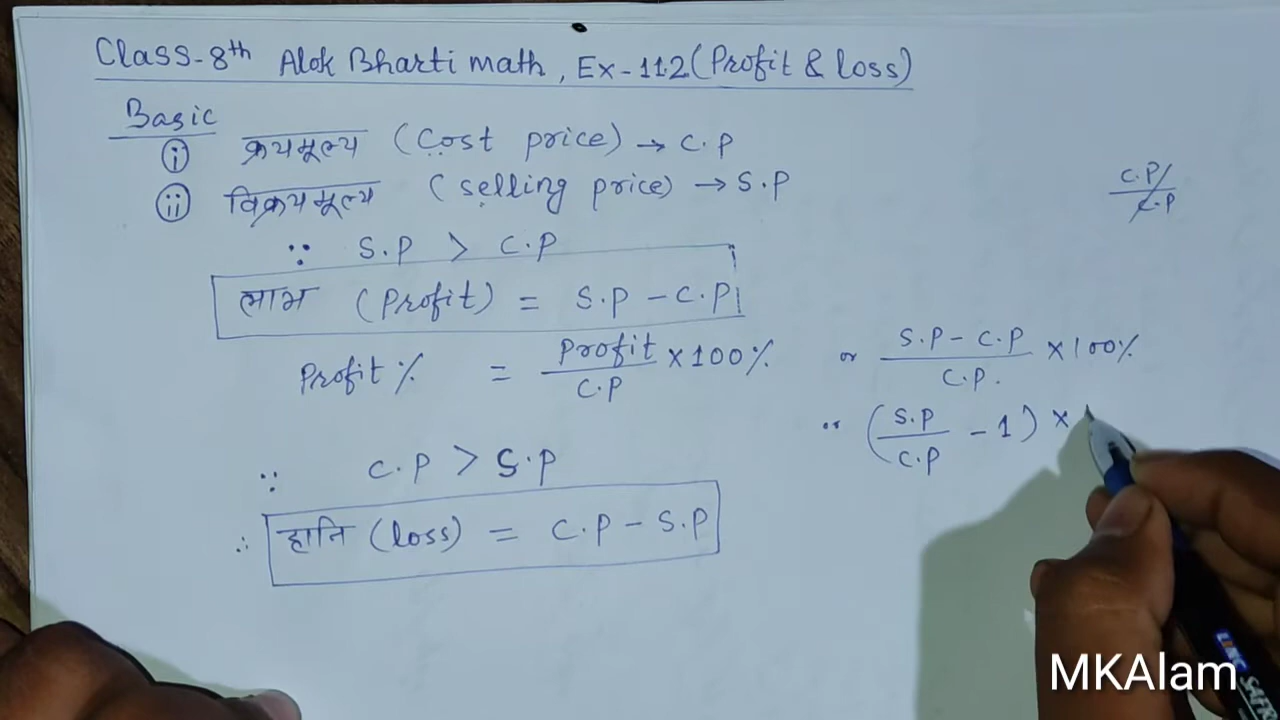 Class-8th Alok Bharti math, Ex-11.2 (Profit & loss)
Basic
(i) क्रयमूल्य (Cost price) → C.P
(ii) विक्रयमूल्य (selling price) → S.P
C.P/
C.P
∵ S.P > C.P
लाभ (Profit) = S.P - C.P
Profit % = Profit/C.P × 100% or S.P - C.P/C.P. × 100%
or (S.P/C.P - 1) ×
∵ C.P > S.P
∴ हानि (loss) = C.P - S.P
MKAlam